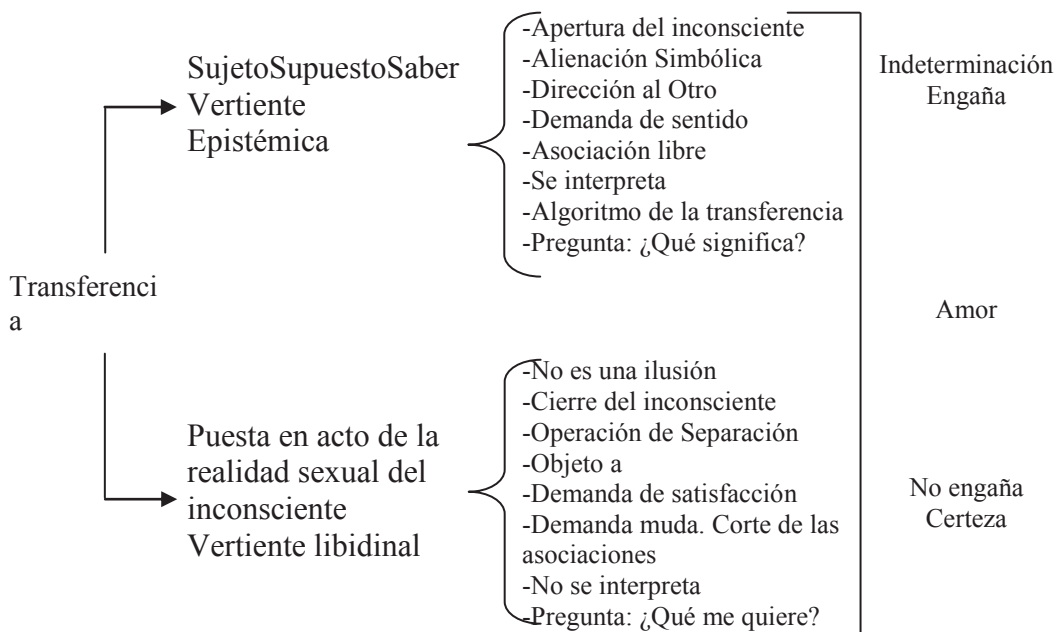 SujetoSupuestoSaber
Vertiente
Epistémica
-Apertura del inconsciente
-Alienación Simbólica
-Dirección al Otro
-Demanda de sentido
-Asociación libre
-Se interpreta
-Algoritmo de la transferencia
-Pregunta: ¿Qué significa?
Indeterminación
Engaña
Transferenci
a
Amor
Puesta en acto de la
realidad sexual del
inconsciente
Vertiente libidinal
-No es una ilusión
-Cierre del inconsciente
-Operación de Separación
-Objeto a
-Demanda de satisfacción
-Demanda muda. Corte de las
asociaciones
-No se interpreta
-Pregunta: ¿Qué me quiere?
No engaña
Certeza